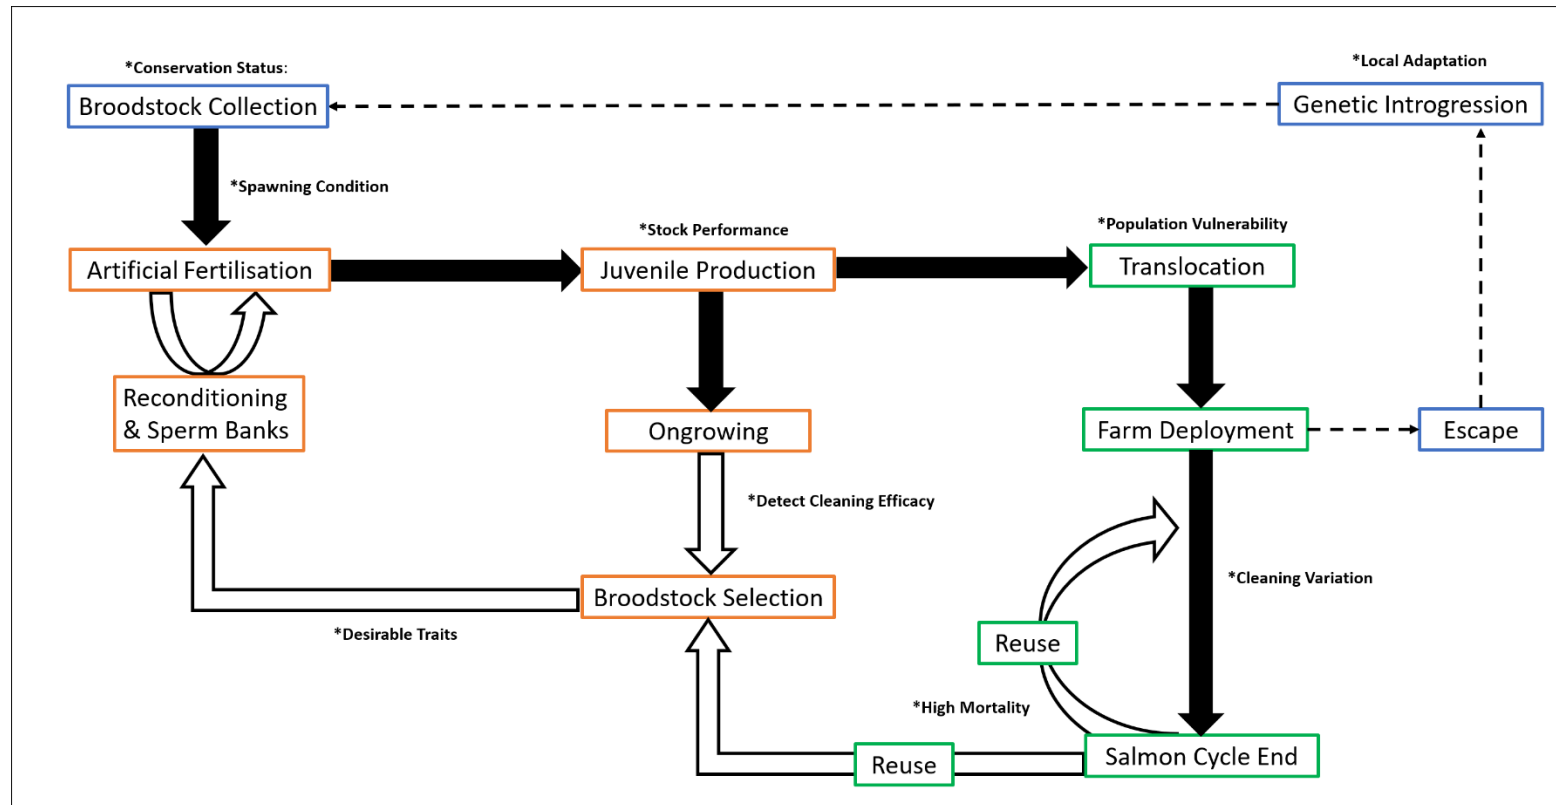 *Conservation Status:
*Local Adaptation
Broodstock Collection
Genetic Introgression
*Spawning Condition
*Stock Performance
*Population Vulnerability
Artificial Fertilisation
Juvenile Production
Translocation
Reconditioning
& Sperm Banks
Ongrowing
Farm Deployment
Escape
*Detect Cleaning Efficacy
*Cleaning Variation
Broodstock Selection
*Desirable Traits
Reuse
*High Mortality
Reuse
Salmon Cycle End